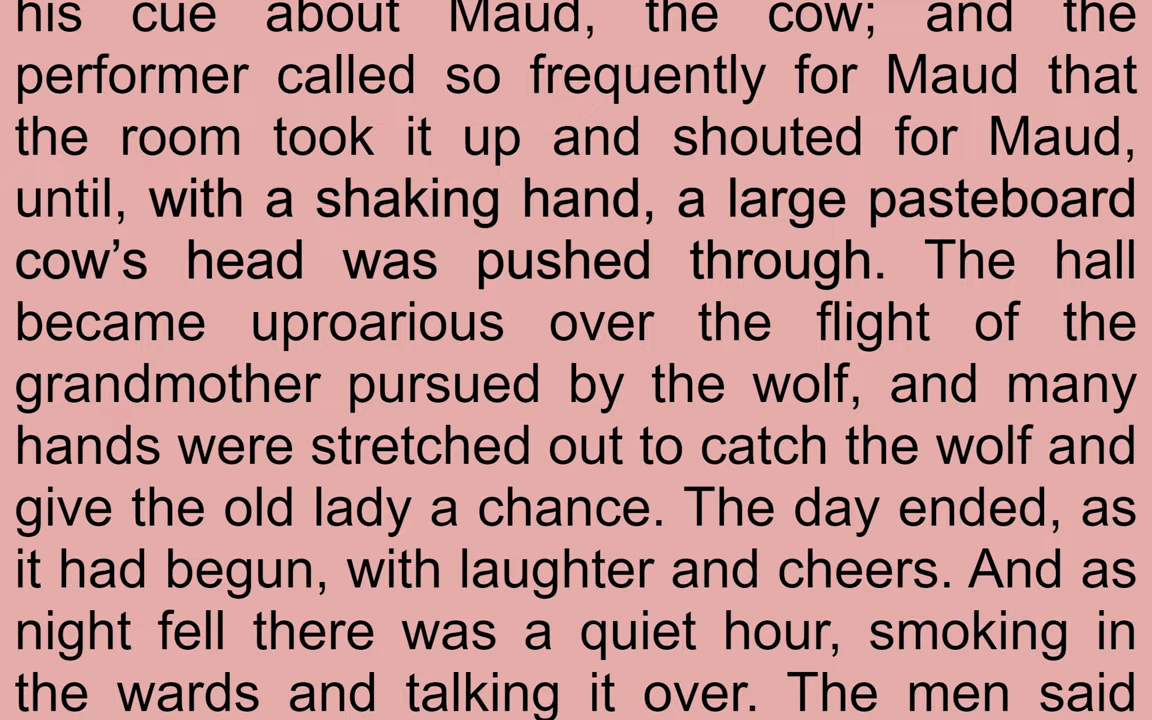 his cue about Maud, the cow; and the
performer called so frequently for Maud that
the room took it up and shouted for Maud,
until, with a shaking hand, a large pasteboard
cow’s head was pushed through. The hall
became uproarious over the flight of the
grandmother pursued by the wolf, and many
hands were stretched out to catch the wolf and
give the old lady a chance. The day ended, as
it had begun, with laughter and cheers. And as
night fell there was a quiet hour, smoking in
the wards and talking it over. The men said